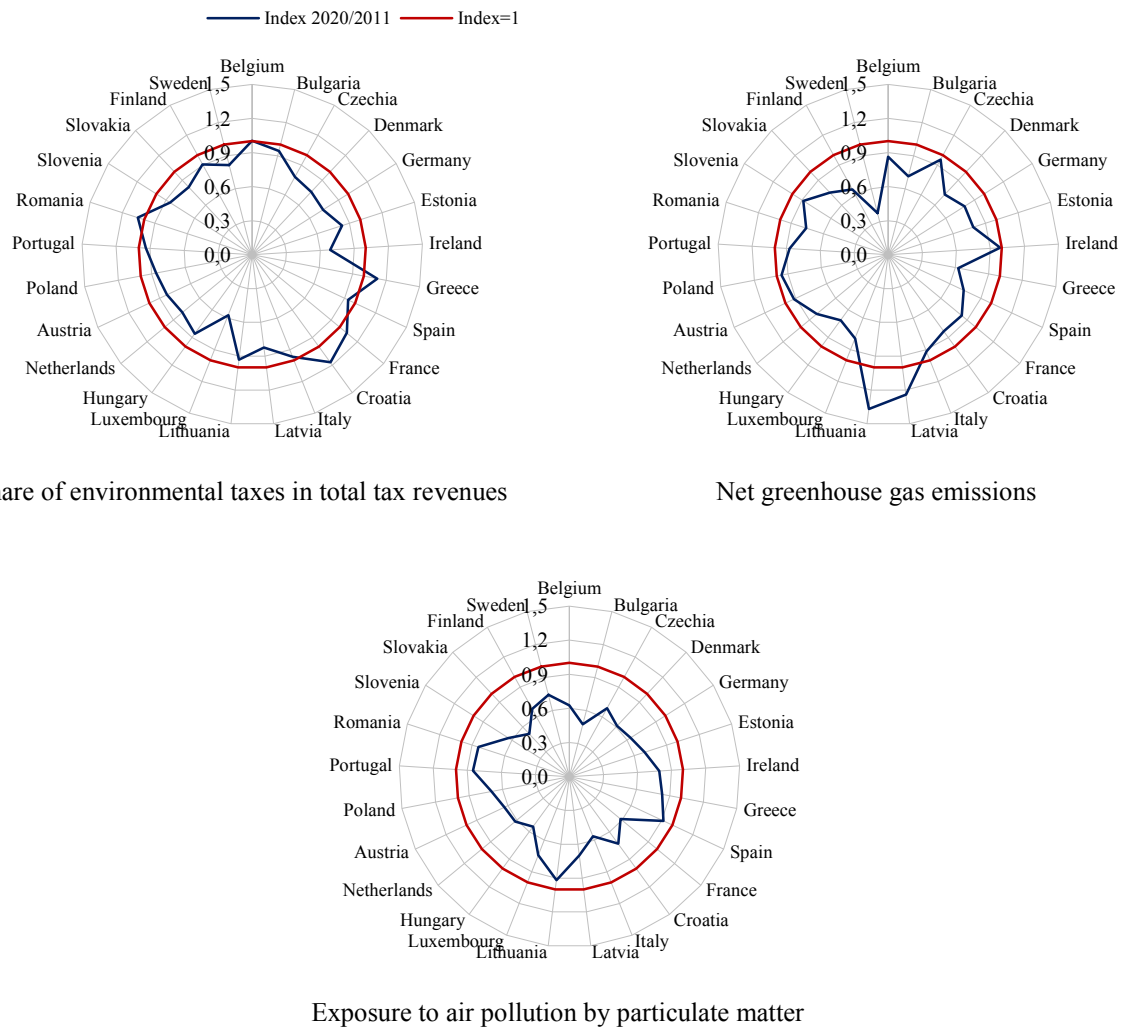 Index 2020/2011 Index=1
Belgium
Bulgaria
Czechia
Denmark
Germany
Estonia
Ireland
Greece
Spain
France
Croatia
Italy
Latvia
Lithuania
Luxembourg
Hungary
Netherlands
Austria
Poland
Portugal
Romania
Slovenia
Slovakia
Finland
Sweden
1,5
1,2
0,9
0,6
0,3
0,0
Belgium
Bulgaria
Czechia
Denmark
Germany
Estonia
Ireland
Greece
Spain
France
Croatia
Italy
Latvia
Lithuania
Luxembourg
Hungary
Netherlands
Austria
Poland
Portugal
Romania
Slovenia
Slovakia
Finland
Sweden
1,5
1,2
0,9
0,6
0,3
0,0
are of environmental taxes in total tax revenues
Net greenhouse gas emissions
Belgium
Bulgaria
Czechia
Denmark
Germany
Estonia
Ireland
Greece
Spain
France
Croatia
Italy
Latvia
Lithuania
Luxembourg
Hungary
Netherlands
Austria
Poland
Portugal
Romania
Slovenia
Slovakia
Finland
Sweden
1,5
1,2
0,9
0,6
0,3
0,0
Exposure to air pollution by particulate matter